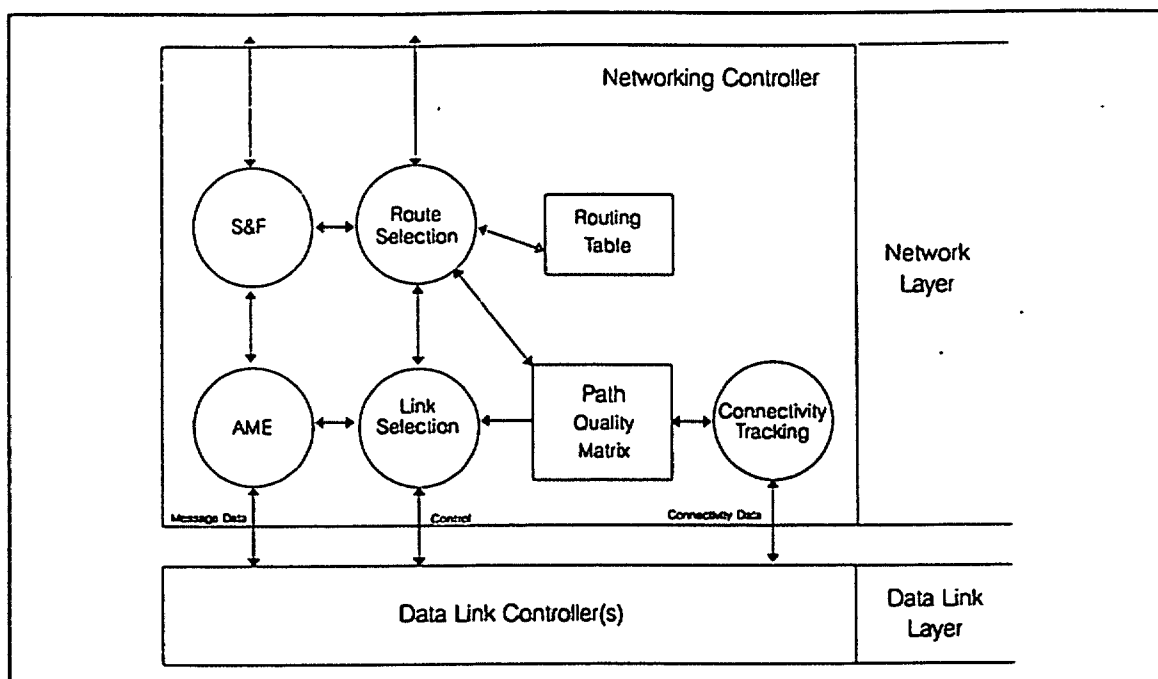 Networking Controller
S&F
Route
Selection
Routing
Table
Network
Layer
AME
Link
Selection
Path
Quality
Matrix
Connectivity
Tracking
Message Data
Control
Connectivity Data
Data Link Controller(s)
Data Link
Layer